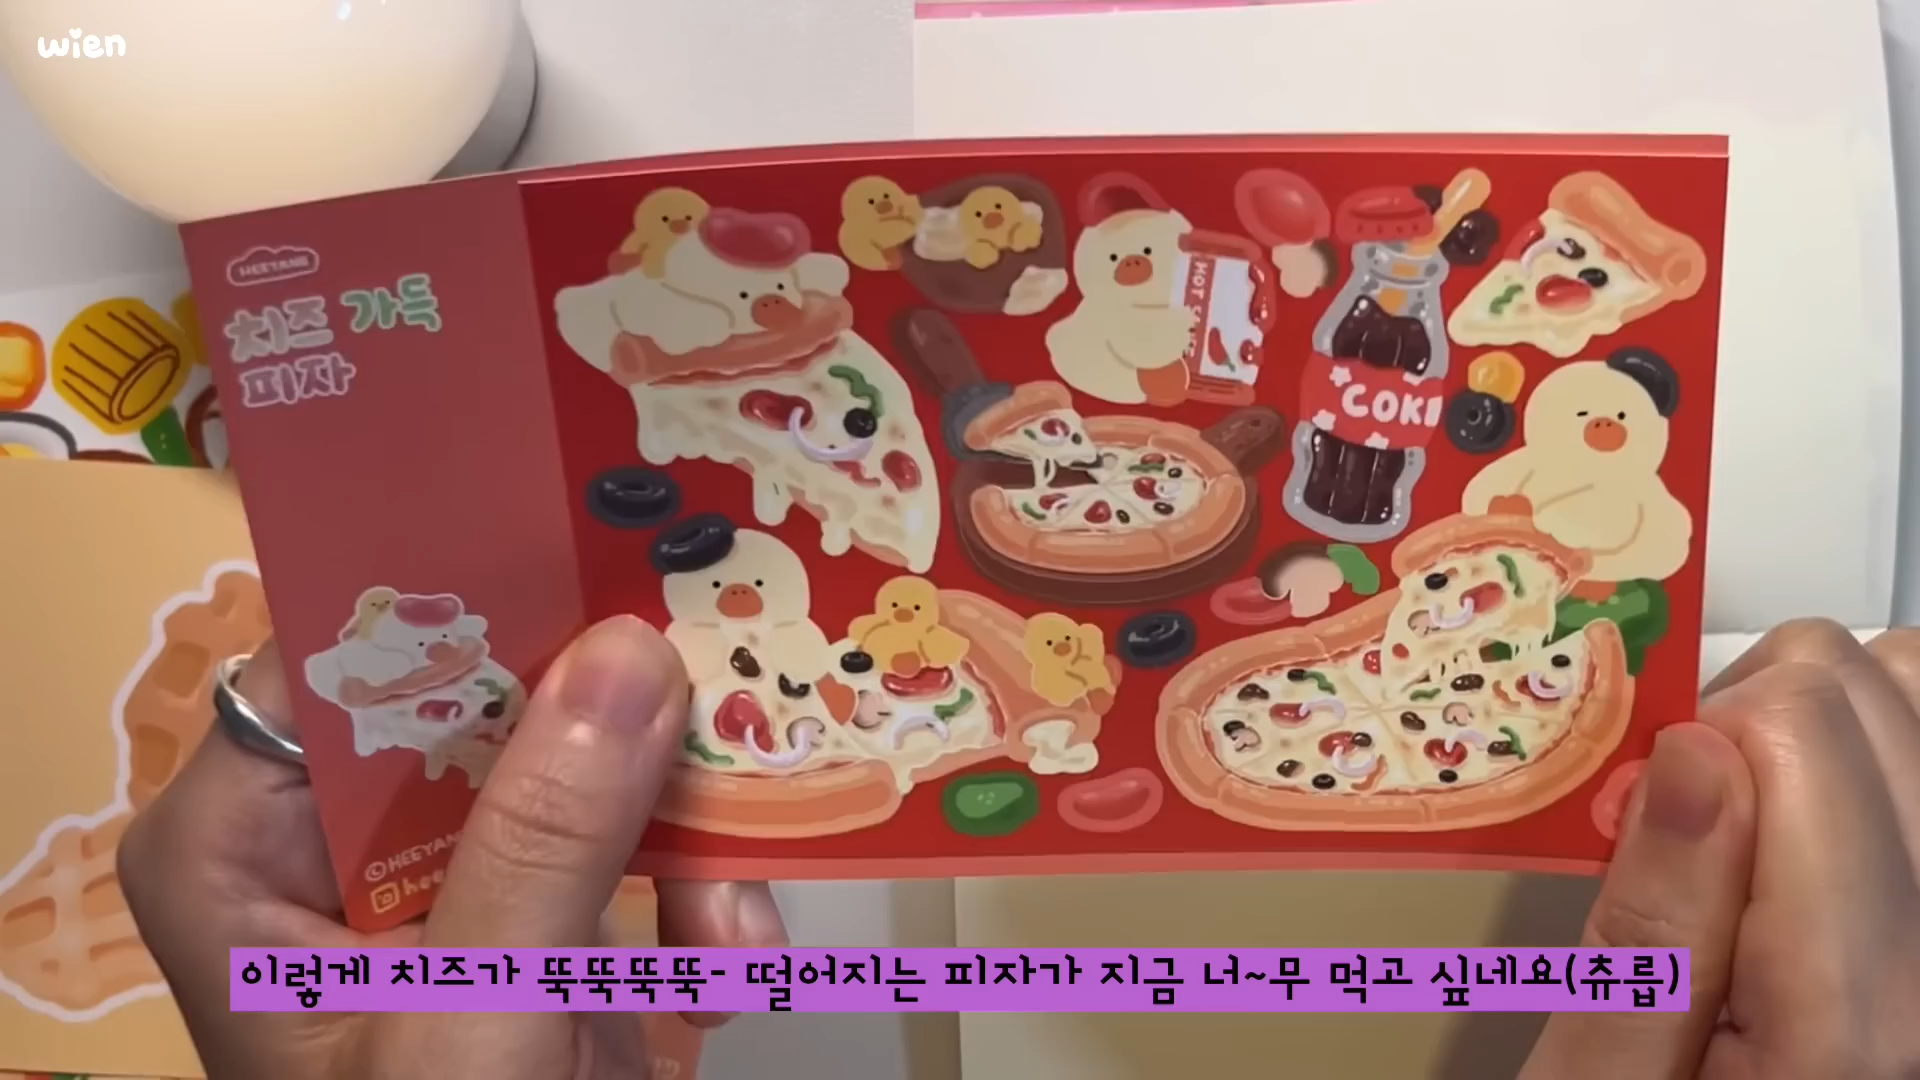 wien
HEEYANG
치즈 가득
피자
HOT SAUCE
COK
이렇게 치즈가 뚝뚝뚝뚝- 떨어지는 피자가 지금 너~무 먹고 싶네요(츄릅)